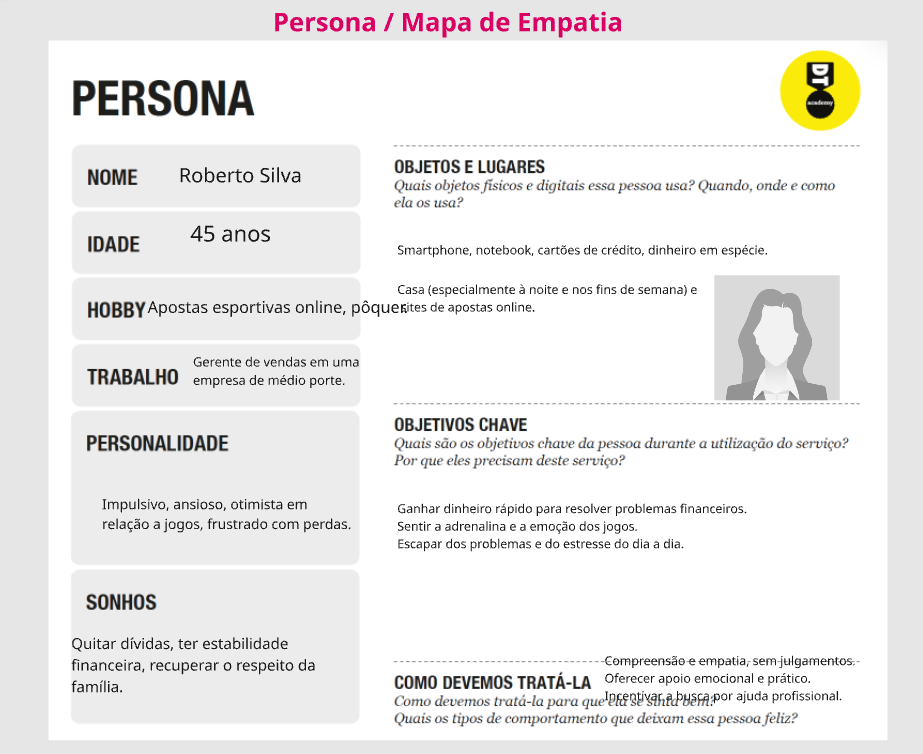 Persona / Mapa de Empatia
PERSONA
DT
academy
NOME Roberto Silva
IDADE 45 anos
HOBBY Apostas esportivas online, pôquer.
TRABALHO Gerente de vendas em uma
empresa de médio porte.
PERSONALIDADE
Impulsivo, ansioso, otimista em
relação a jogos, frustrado com perdas.
SONHOS
Quitar dívidas, ter estabilidade
financeira, recuperar o respeito da
família.
OBJETOS E LUGARES
Quais objetos físicos e digitais essa pessoa usa? Quando, onde e como
ela os usa?
Smartphone, notebook, cartões de crédito, dinheiro em espécie.
Casa (especialmente à noite e nos fins de semana) e
sites de apostas online.
OBJETIVOS CHAVE
Quais são os objetivos chave da pessoa durante a utilização do serviço?
Por que eles precisam deste serviço?
Ganhar dinheiro rápido para resolver problemas financeiros.
Sentir a adrenalina e a emoção dos jogos.
Escapar dos problemas e do estresse do dia a dia.
COMO DEVEMOS TRATÁ-LA
Compreensão e empatia, sem julgamentos.
Oferecer apoio emocional e prático.
Incentivar a busca por ajuda profissional.
Como devemos tratá-la para que ela se sinta bem?
Quais os tipos de comportamento que deixam essa pessoa feliz?